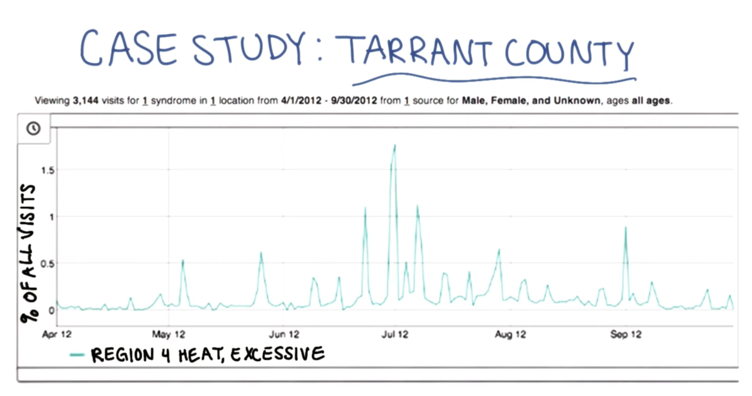 CASE STUDY: TARRANT COUNTY
Viewing 3,144 visits for 1 syndrome in 1 location from 4/1/2012 - 9/30/2012 from 1 source for Male, Female, and Unknown, ages all ages.
% OF ALL VISITS
1.5
1
0.5
0
Apr 12 May 12 Jun 12 Jul 12 Aug 12 Sep 12
REGION 4 HEAT, EXCESSIVE